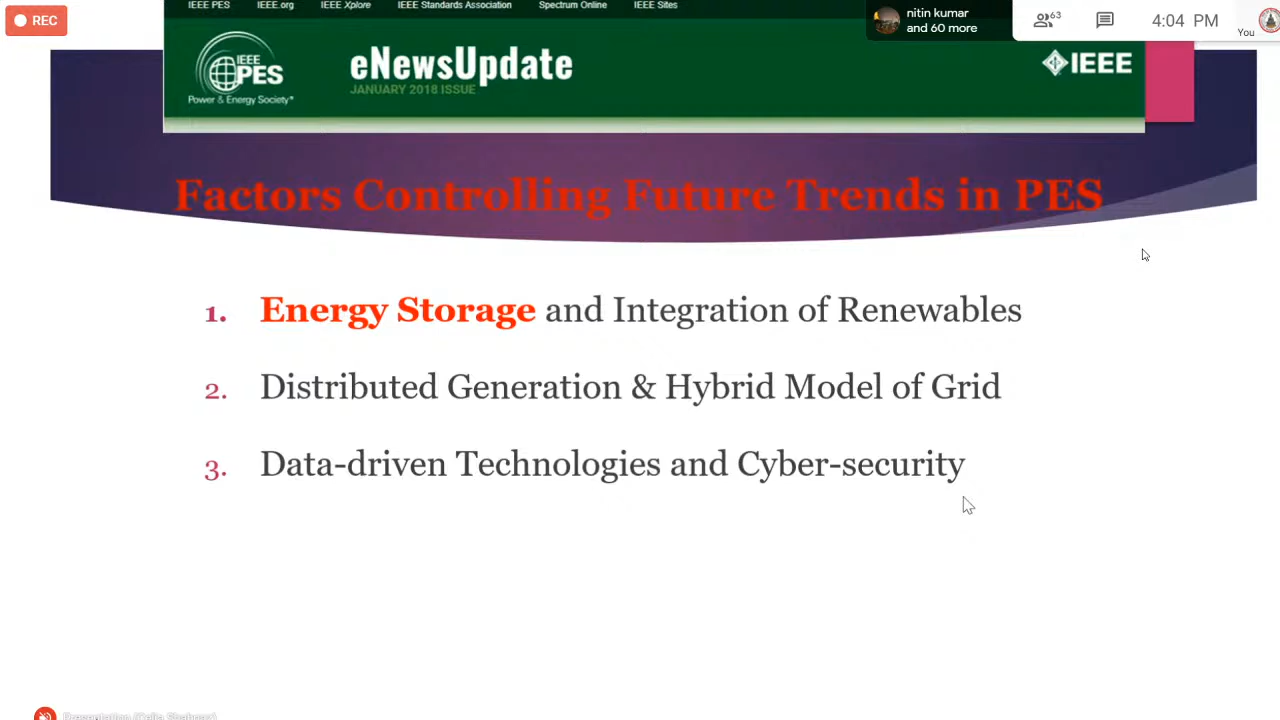 REC
IEEE PES IEEE.org IEEE Xplore IEEE Standards Association Spectrum Online IEEE Sites
nitin kumar
and 60 more
63
4:04 PM
You
IEEE
PES
Power & Energy Society®
eNewsUpdate
JANUARY 2018 ISSUE
IEEE
Factors Controlling Future Trends in PES
1. Energy Storage and Integration of Renewables
2. Distributed Generation & Hybrid Model of Grid
3. Data-driven Technologies and Cyber-security